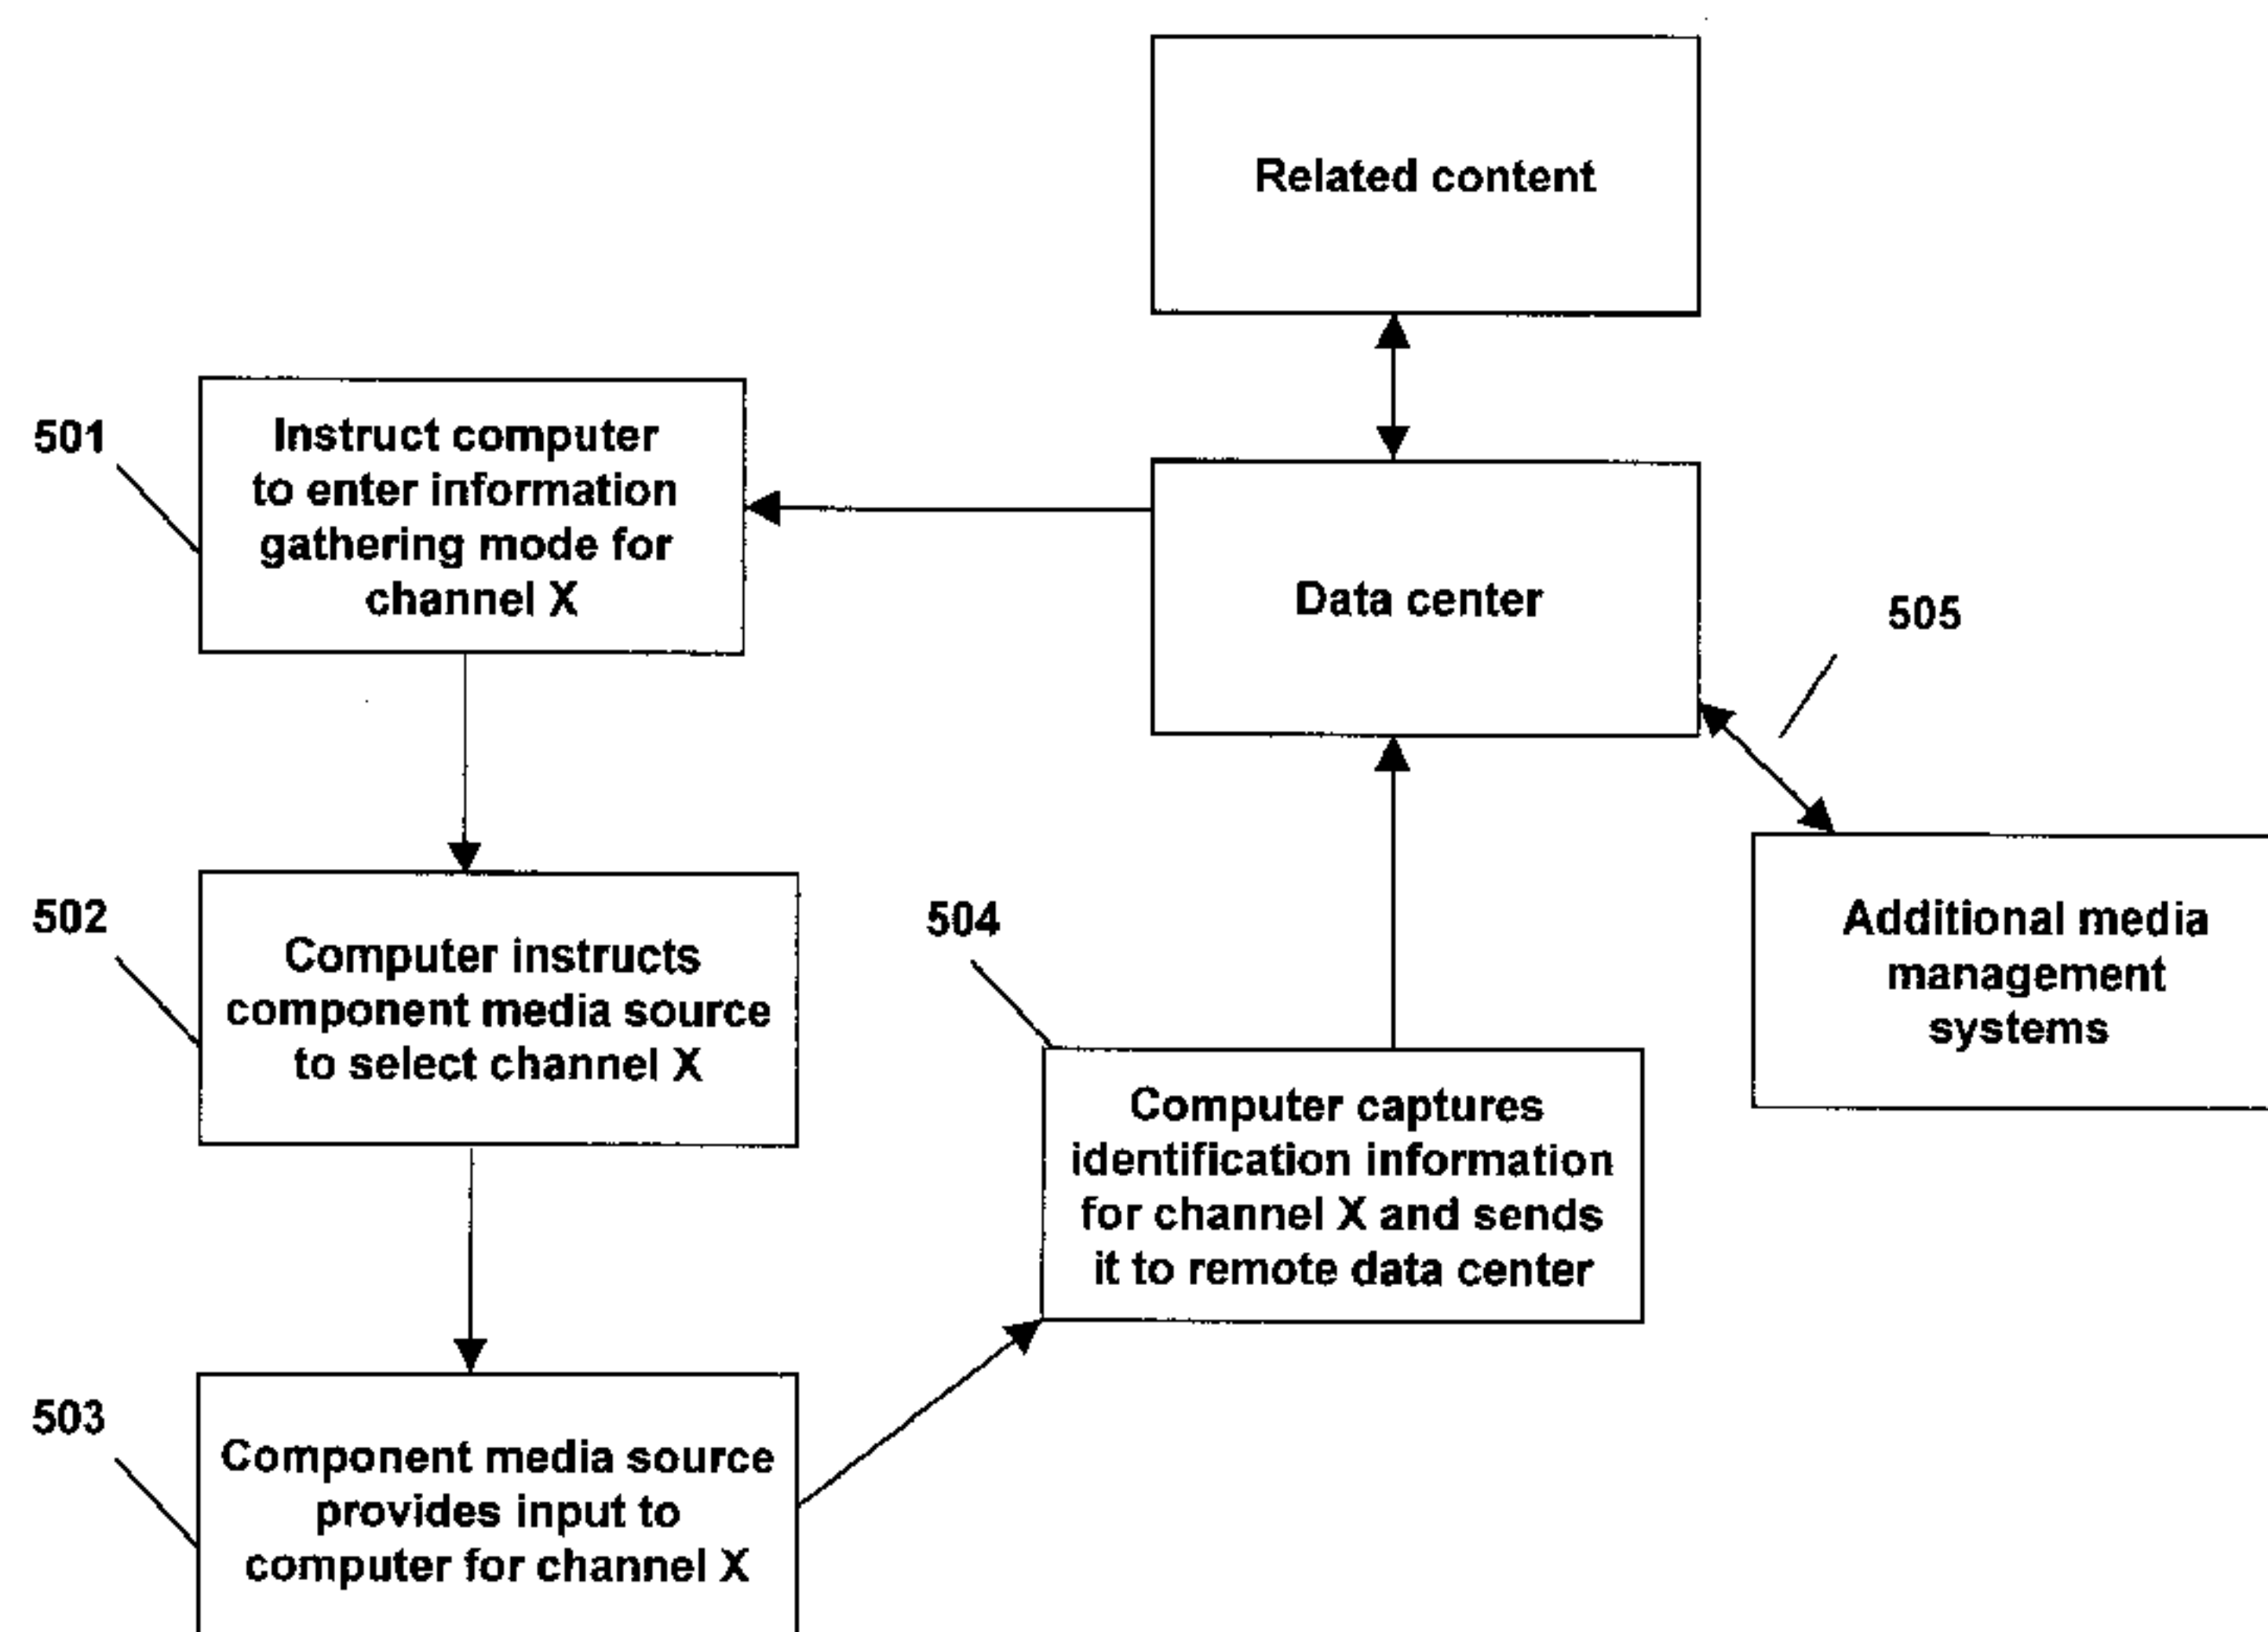 Related content
501
Instruct computer
to enter information
gathering mode for
channel X
Data center
505
502
Computer instructs
component media source
to select channel X
504
Computer captures
identification information
for channel X and sends
it to remote data center
Additional media
management
systems
503
Component media source
provides input to
computer for channel X